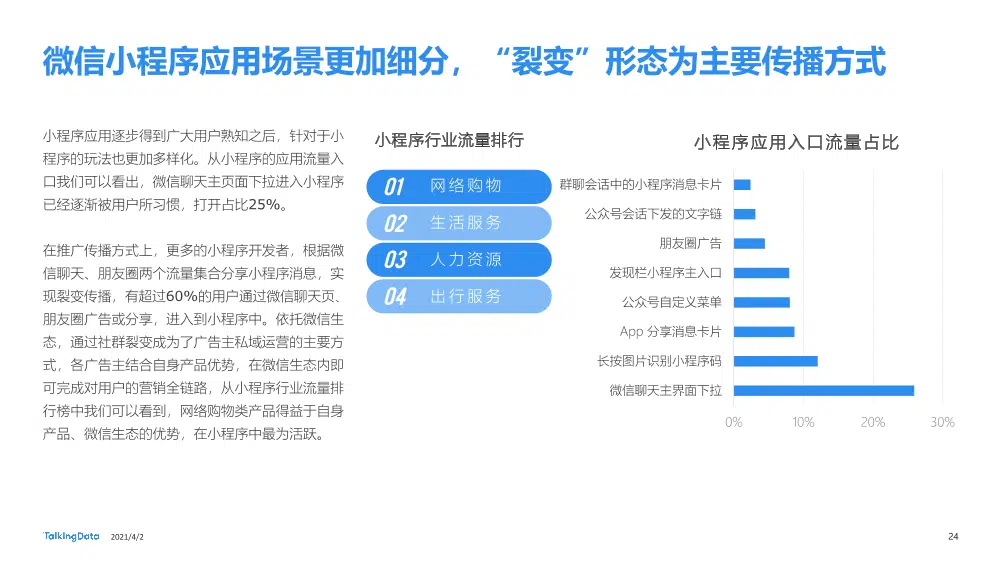 微信小程序应用场景更加细分，“裂变”形态为主要传播方式
小程序应用逐步得到广大用户熟知之后，针对于小
程序的玩法也更加多样化。从小程序的应用流量入
口我们可以看出，微信聊天主页面下拉进入小程序
已经逐渐被用户所习惯，打开占比25%。
在推广传播方式上，更多的小程序开发者，根据微
信聊天、朋友圈两个流量集合分享小程序消息，实
现裂变传播，有超过60%的用户通过微信聊天页、
朋友圈广告或分享，进入到小程序中。依托微信生
态，通过社群裂变成为了广告主私域运营的主要方
式，各广告主结合自身产品优势，在微信生态内即
可完成对用户的营销全链路，从小程序行业流量排
行榜中我们可以看到，网络购物类产品得益于自身
产品、微信生态的优势，在小程序中最为活跃。
小程序行业流量排行
01 网络购物
02 生活服务
03 人力资源
04 出行服务
小程序应用入口流量占比
群聊会话中的小程序消息卡片
公众号会话下发的文字链
朋友圈广告
发现栏小程序主入口
公众号自定义菜单
App 分享消息卡片
长按图片识别小程序码
微信聊天主界面下拉
0% 10% 20% 30%
TalkingData 2021/4/2
24